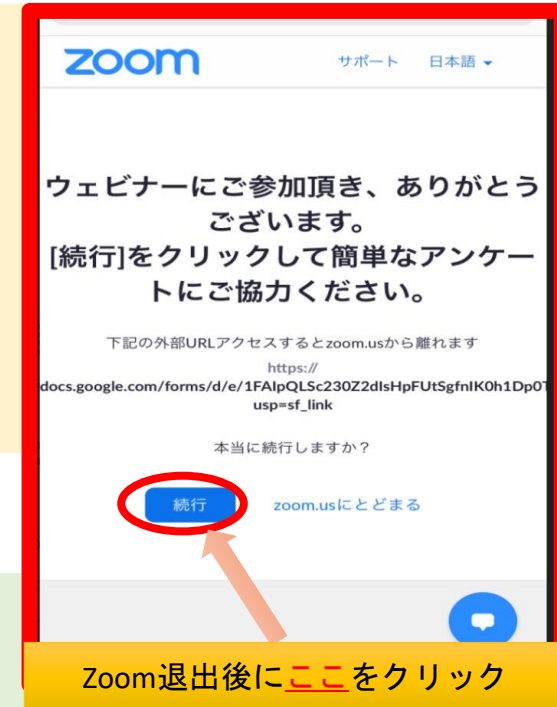 zoom サポート 日本語
ウェビナーにご参加頂き、ありがとう
ございます。
[続行]をクリックして簡単なアンケー
トにご協力ください。
下記の外部URLアクセスするとzoom.usから離れます
https://
docs.google.com/forms/d/e/1FAIpQLSc230Z2dIsHpFUtSgfnIK0h1Dp0T
usp=sf_link
本当に続行しますか？
続行 zoom.usにとどまる
Zoom退出後にここをクリック